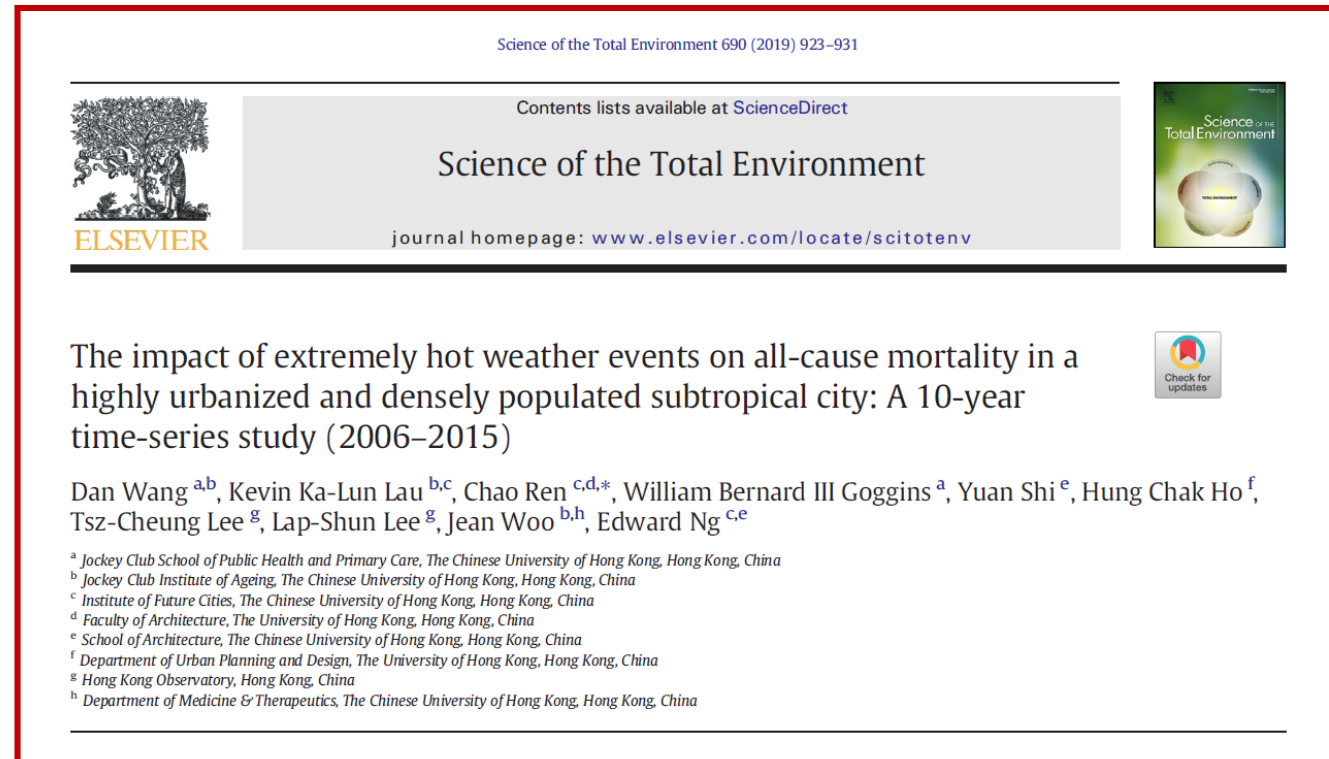 Science of the Total Environment 690 (2019) 923–931
Contents lists available at ScienceDirect
Science of the Total Environment
journal homepage: www.elsevier.com/locate/scitotenv
ELSEVIER
Science OF THE
Total Environment
TOTAL ENVIRONMENT
The impact of extremely hot weather events on all-cause mortality in a
highly urbanized and densely populated subtropical city: A 10-year
time-series study (2006–2015)
Check for
updates
Dan Wang a,b, Kevin Ka-Lun Lau b,c, Chao Ren c,d,*, William Bernard III Goggins a, Yuan Shi e, Hung Chak Ho f,
Tsz-Cheung Lee g, Lap-Shun Lee g, Jean Woo b,h, Edward Ng c,e
a Jockey Club School of Public Health and Primary Care, The Chinese University of Hong Kong, Hong Kong, China
b Jockey Club Institute of Ageing, The Chinese University of Hong Kong, Hong Kong, China
c Institute of Future Cities, The Chinese University of Hong Kong, Hong Kong, China
d Faculty of Architecture, The University of Hong Kong, Hong Kong, China
e School of Architecture, The Chinese University of Hong Kong, Hong Kong, China
f Department of Urban Planning and Design, The University of Hong Kong, Hong Kong, China
g Hong Kong Observatory, Hong Kong, China
h Department of Medicine & Therapeutics, The Chinese University of Hong Kong, Hong Kong, China